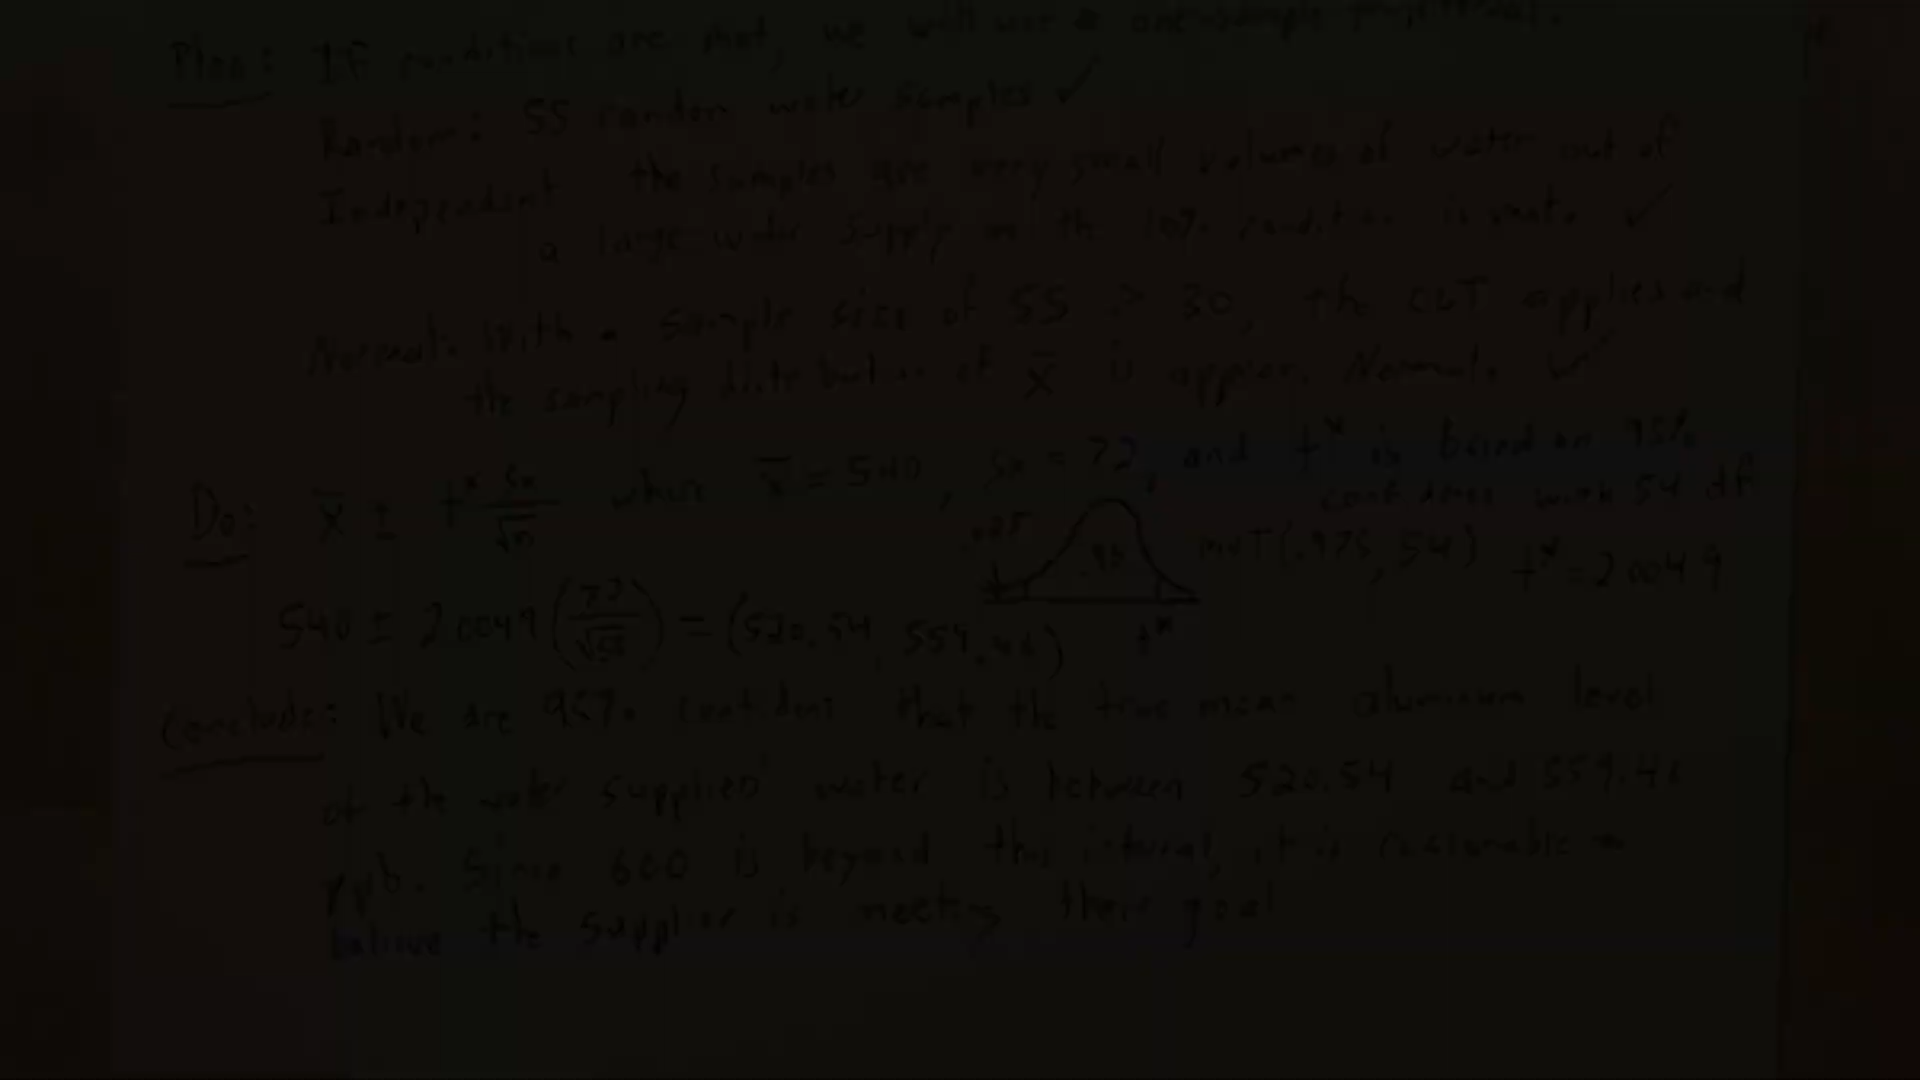 Plan: If conditions are met, we will use a one-sample
Random: 55 random water samples ✓
Independent the samples are very small volumes of water out of
a large water supply so the 10% condition is met. ✓
Normal: With a sample size of 55 > 30, the CLT applies and
the sampling distribution of x̄ is approx. Normal. ✓
Do: x̄ ± t* sx/√n where x̄ = 540, sx = 72, and t* is based on 95%
confidence with 54 df
.025 .95 t* invT(.975, 54) t* = 2.0049
540 ± 2.0049 (72/√55) = (520.54, 559.46)
Conclude: We are 95% confident that the true mean aluminum level
of the water supplied water is between 520.54 and 559.46
ppb. Since 600 is beyond this interval, it is reasonable to
believe the supplier is meeting their goal